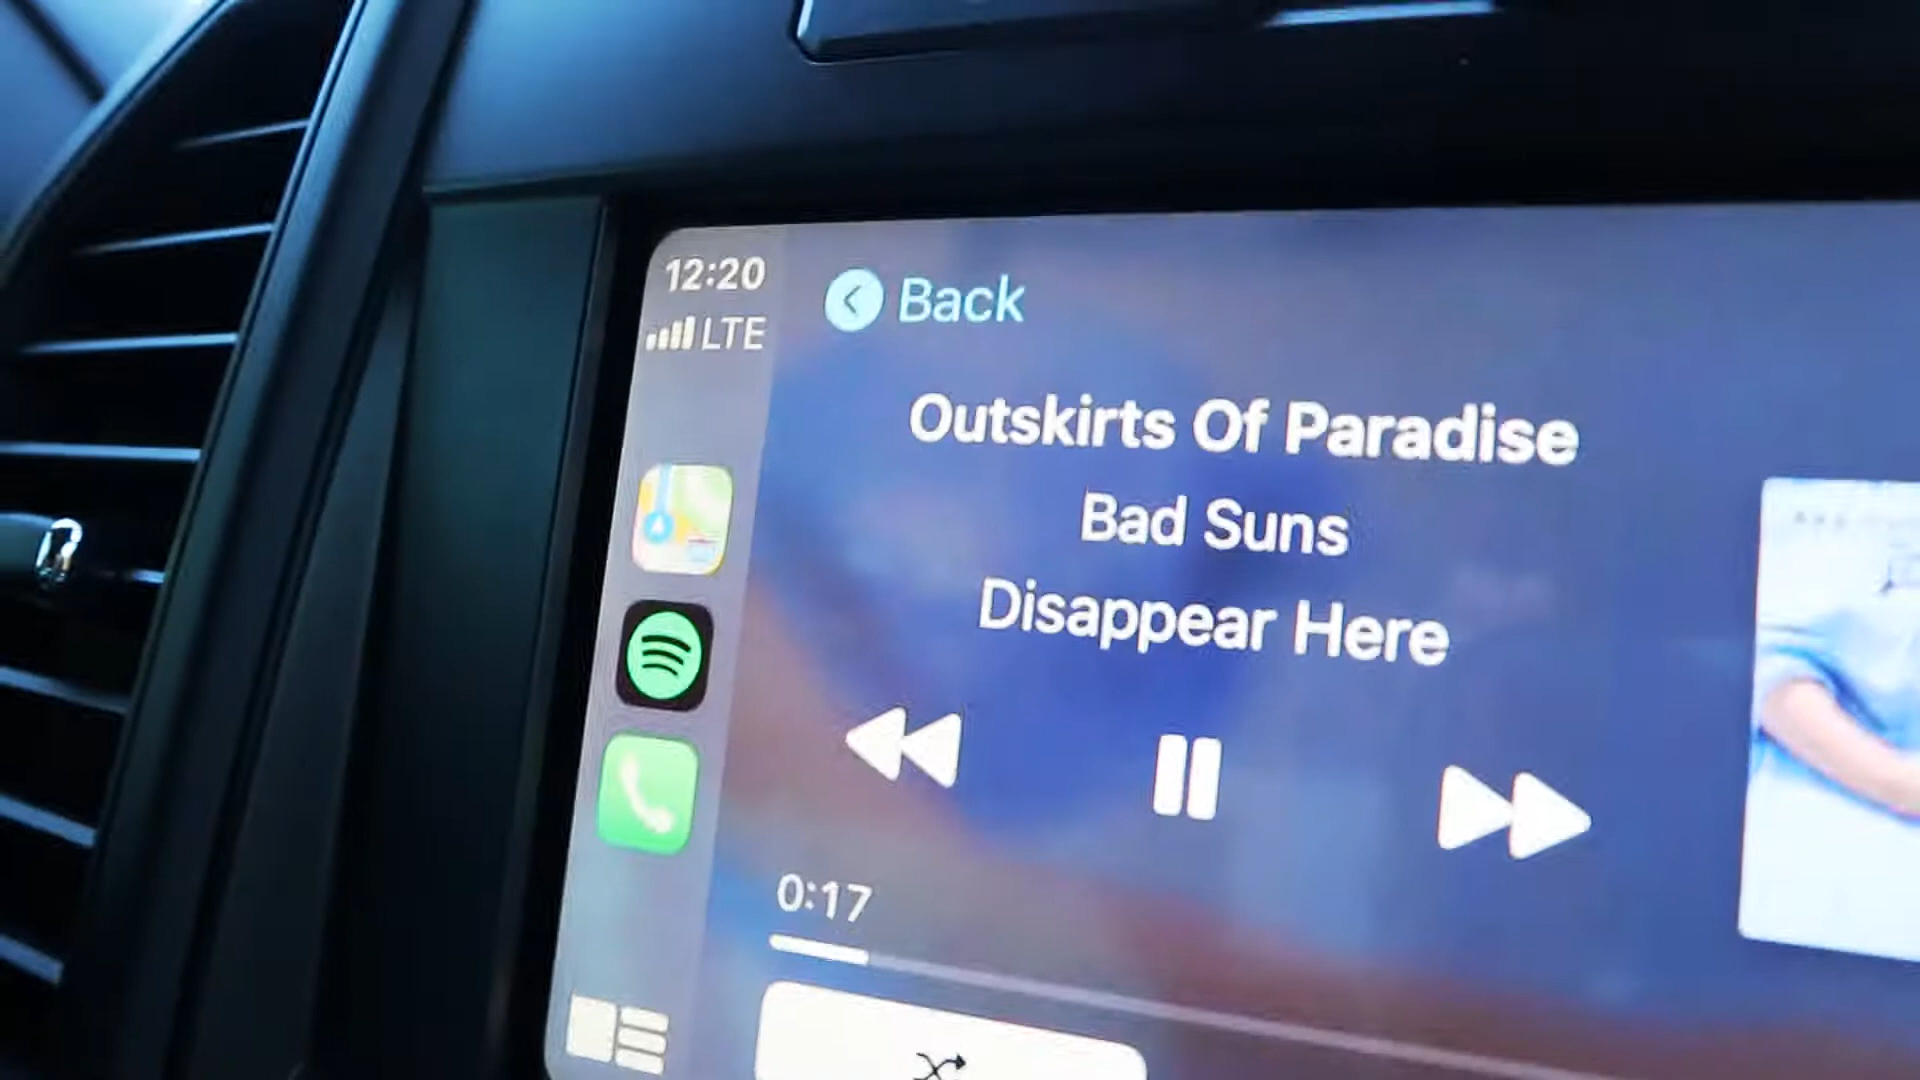 12:20
LTE
Back
Outskirts Of Paradise
Bad Suns
Disappear Here
0:17